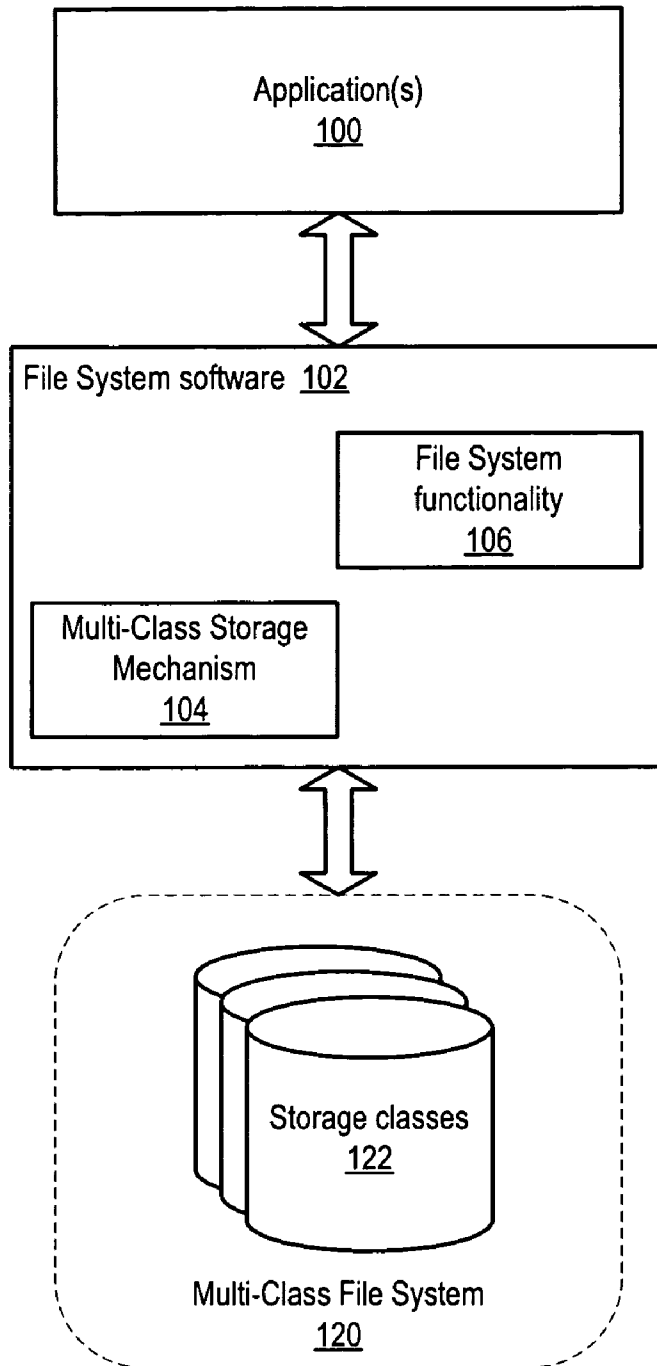 Application(s)
100
File System software 102
File System
functionality
106
Multi-Class Storage
Mechanism
104
Storage classes
122
Multi-Class File System
120